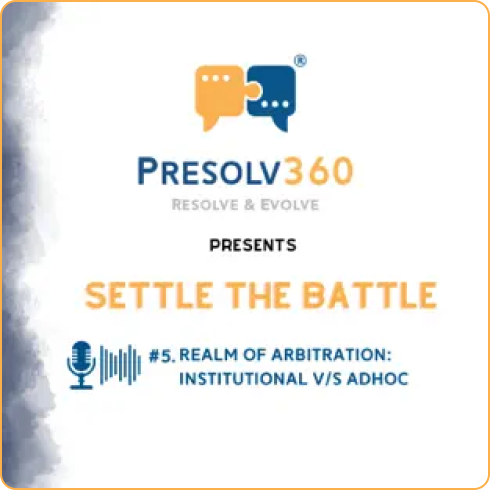 ®
PRESOLV360
RESOLVE & EVOLVE
PRESENTS
SETTLE THE BATTLE
#5. REALM OF ARBITRATION:
INSTITUTIONAL V/S ADHOC